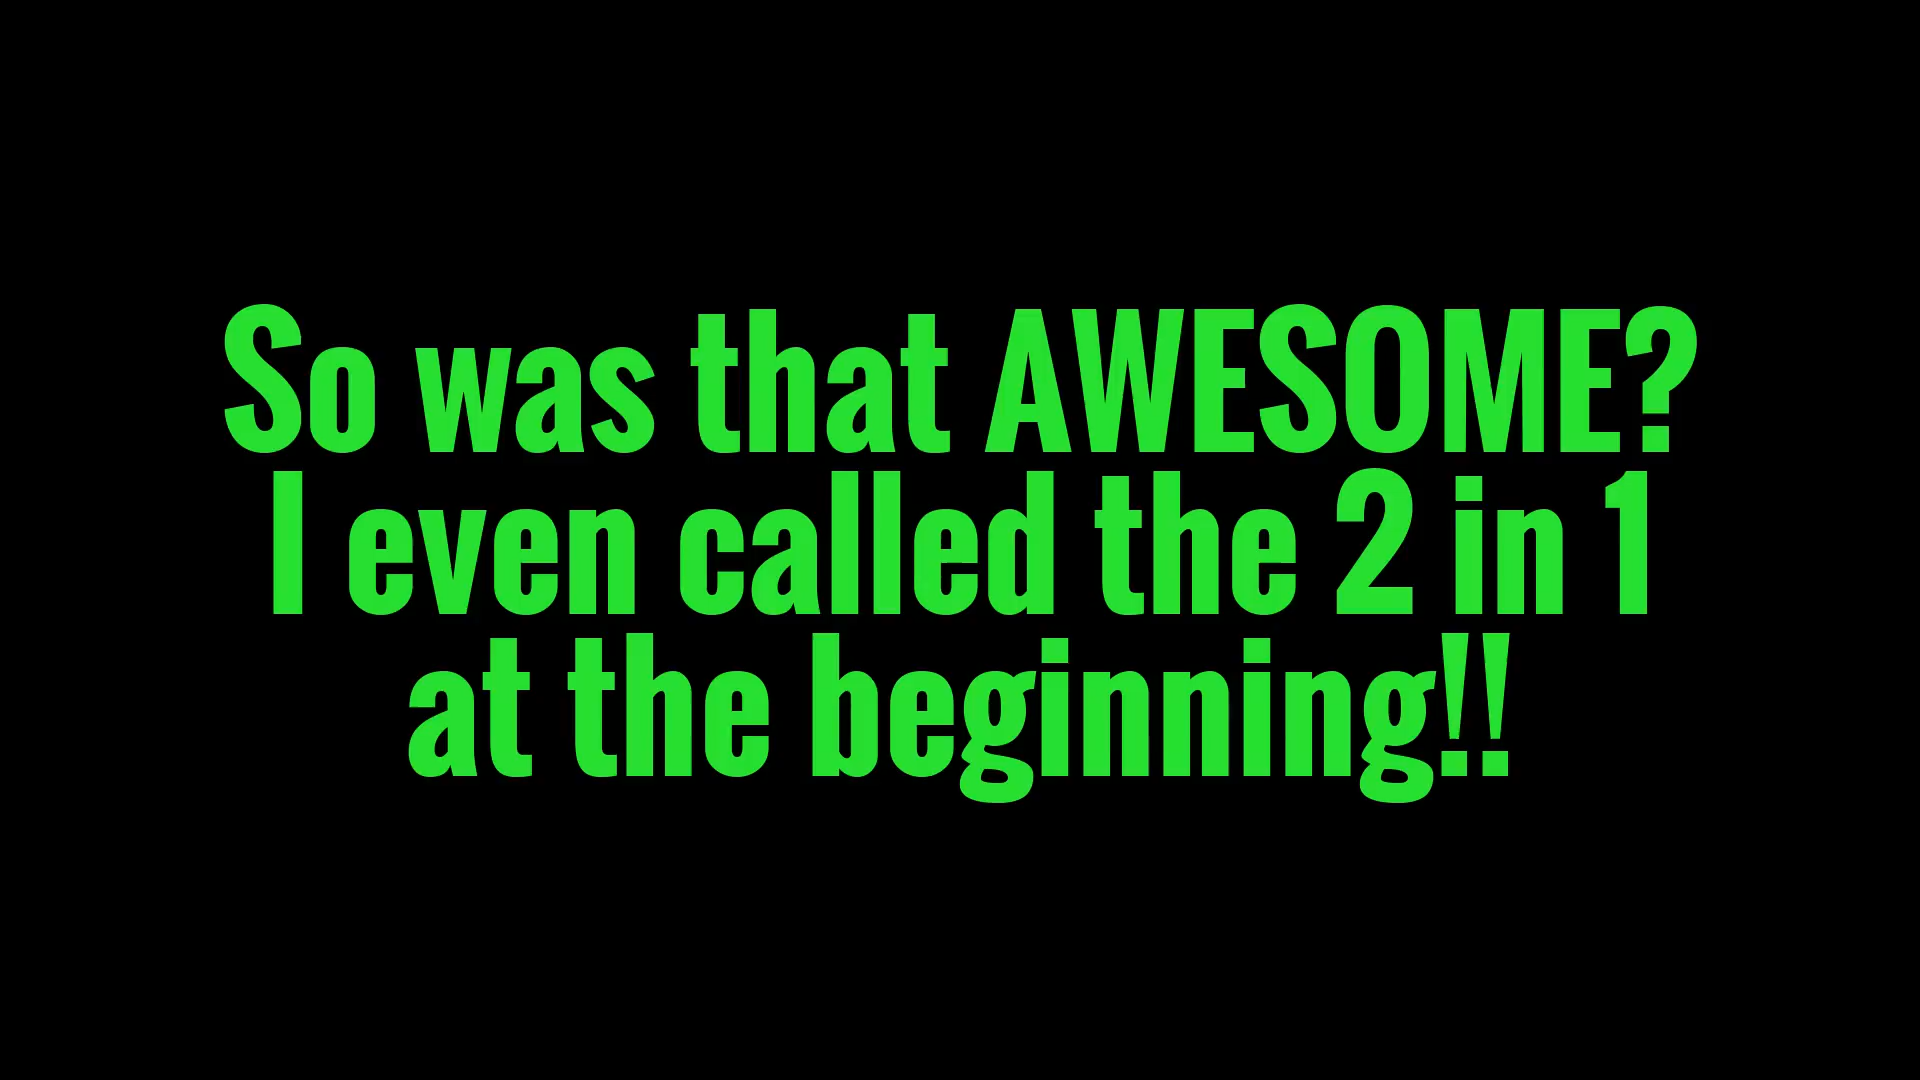 So was that AWESOME?
I even called the 2 in 1
at the beginning!!